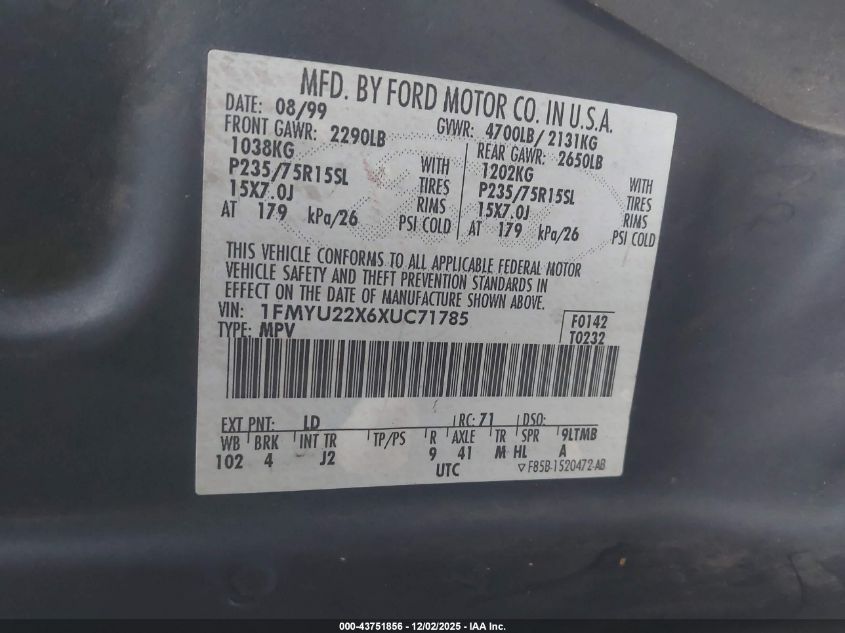 MFD. BY FORD MOTOR CO. IN U.S.A.
DATE: 08/99 GVWR: 4700LB/2131KG
FRONT GAWR: 2290LB REAR GAWR: 2650LB
1038KG WITH 1202KG WITH
P235/75R15SL TIRES P235/75R15SL TIRES
15X7.0J RIMS 15X7.0J RIMS
AT 179 kPa/26 PSI COLD AT 179 kPa/26 PSI COLD
THIS VEHICLE CONFORMS TO ALL APPLICABLE FEDERAL MOTOR
VEHICLE SAFETY AND THEFT PREVENTION STANDARDS IN
EFFECT ON THE DATE OF MANUFACTURE SHOWN ABOVE.
VIN: 1FMYU22X6XUC71785 F0142
TYPE: MPV T0232
EXT PNT: LD RC: 71 DSO:
WB BRK INT TR TP/PS R AXLE TR SPR 9LTMB
102 4 J2 9 41 M HL A
UTC ▽F85B-1520472-AB
000-43751856 - 12/02/2025 - IAA Inc.